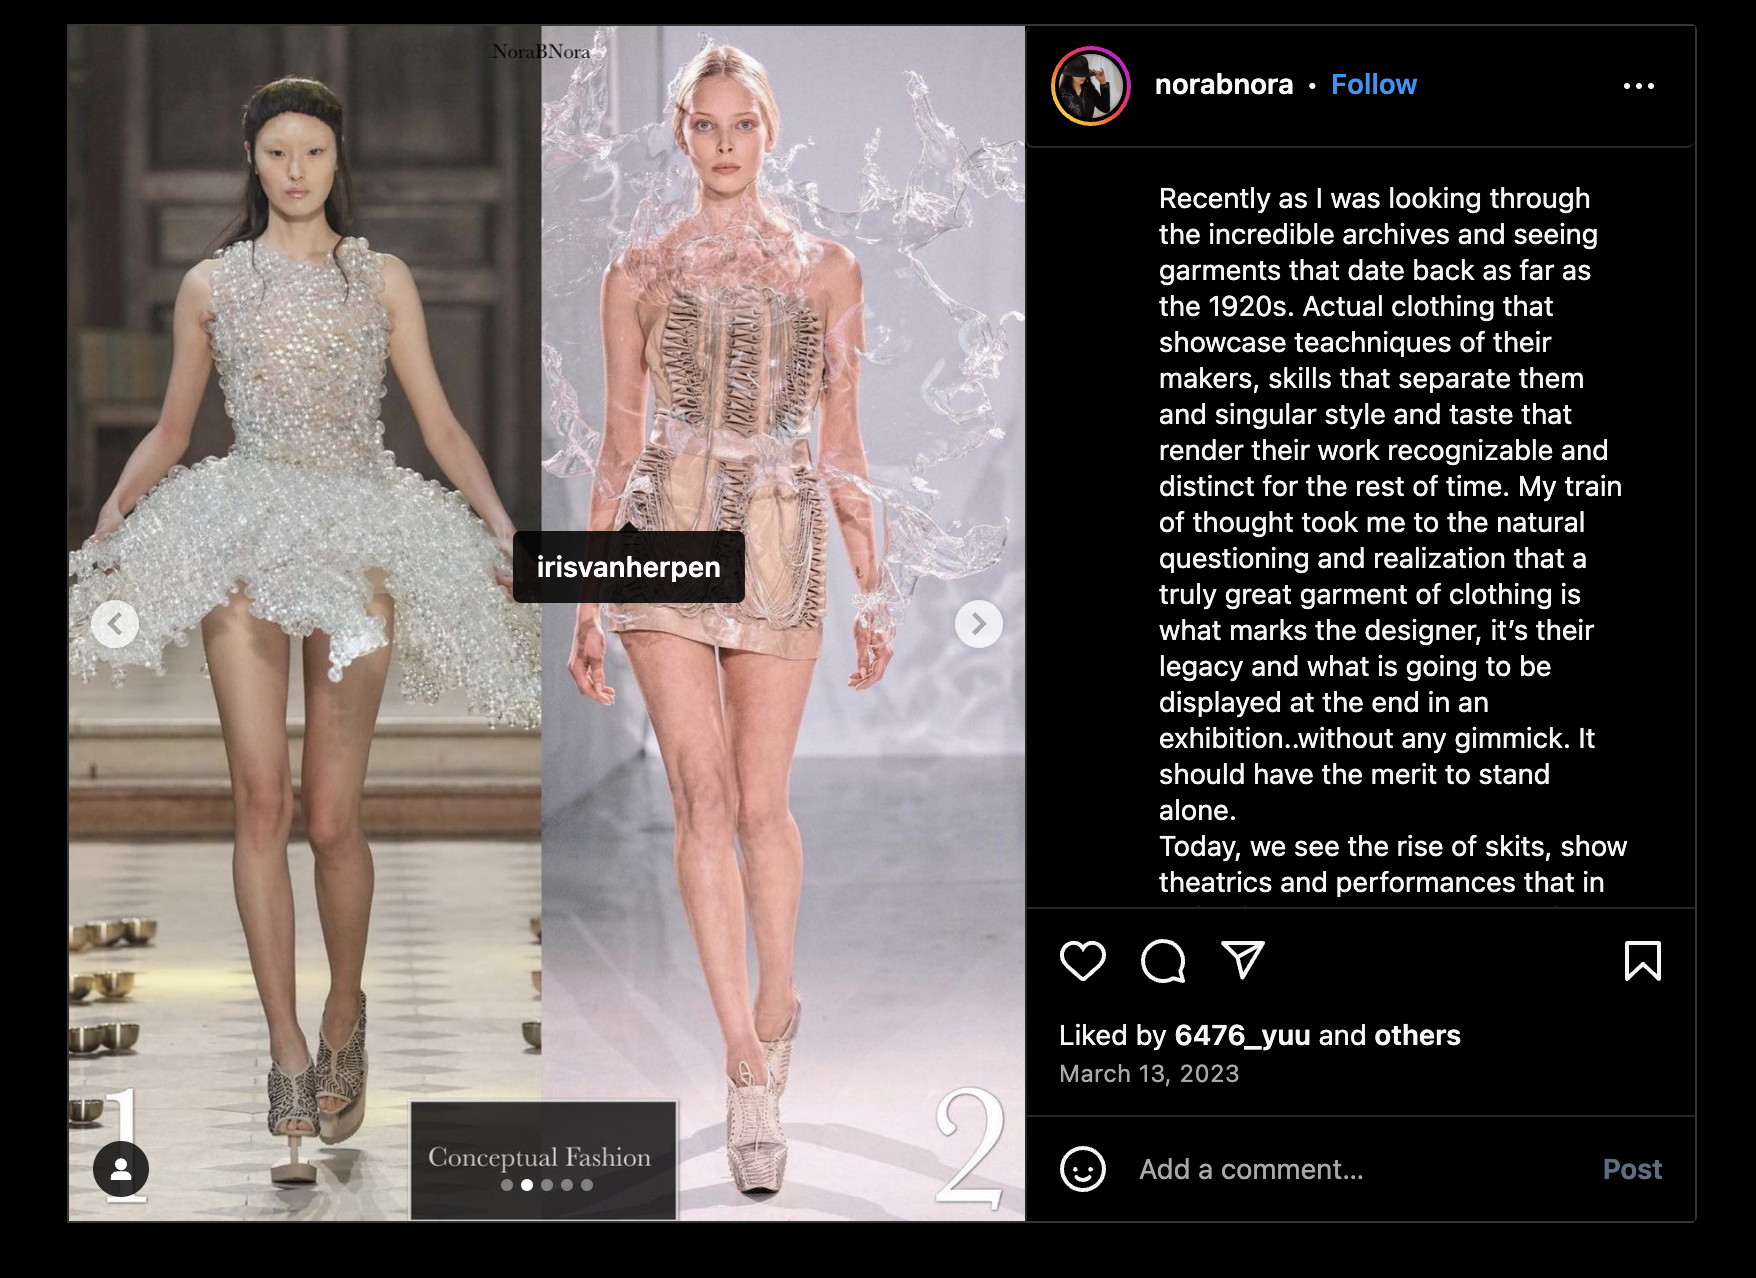 NoraBNora
irisvanherpen
1
Conceptual Fashion
2
norabnora • Follow
Recently as I was looking through
the incredible archives and seeing
garments that date back as far as
the 1920s. Actual clothing that
showcase teachniques of their
makers, skills that separate them
and singular style and taste that
render their work recognizable and
distinct for the rest of time. My train
of thought took me to the natural
questioning and realization that a
truly great garment of clothing is
what marks the designer, it’s their
legacy and what is going to be
displayed at the end in an
exhibition..without any gimmick. It
should have the merit to stand
alone.
Today, we see the rise of skits, show
theatrics and performances that in
Liked by 6476_yuu and others
March 13, 2023
Add a comment...
Post